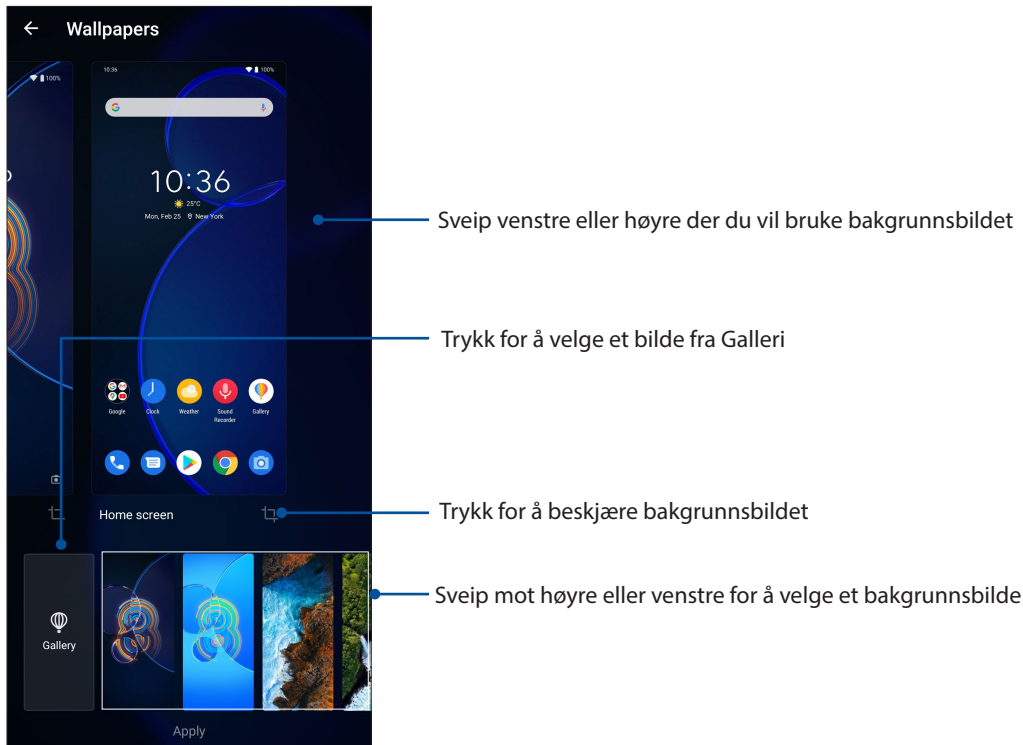 Wallpapers
100%
10:36
100%
G
10:36
25°C
Mon, Feb 25 New York
Sveip venstre eller høyre der du vil bruke bakgrunnsbildet
Trykk for å velge et bilde fra Galleri
Google
Clock
Weather
Sound
Recorder
Gallery
Home screen
Trykk for å beskjære bakgrunnsbildet
Sveip mot høyre eller venstre for å velge et bakgrunnsbilde
Gallery
Apply